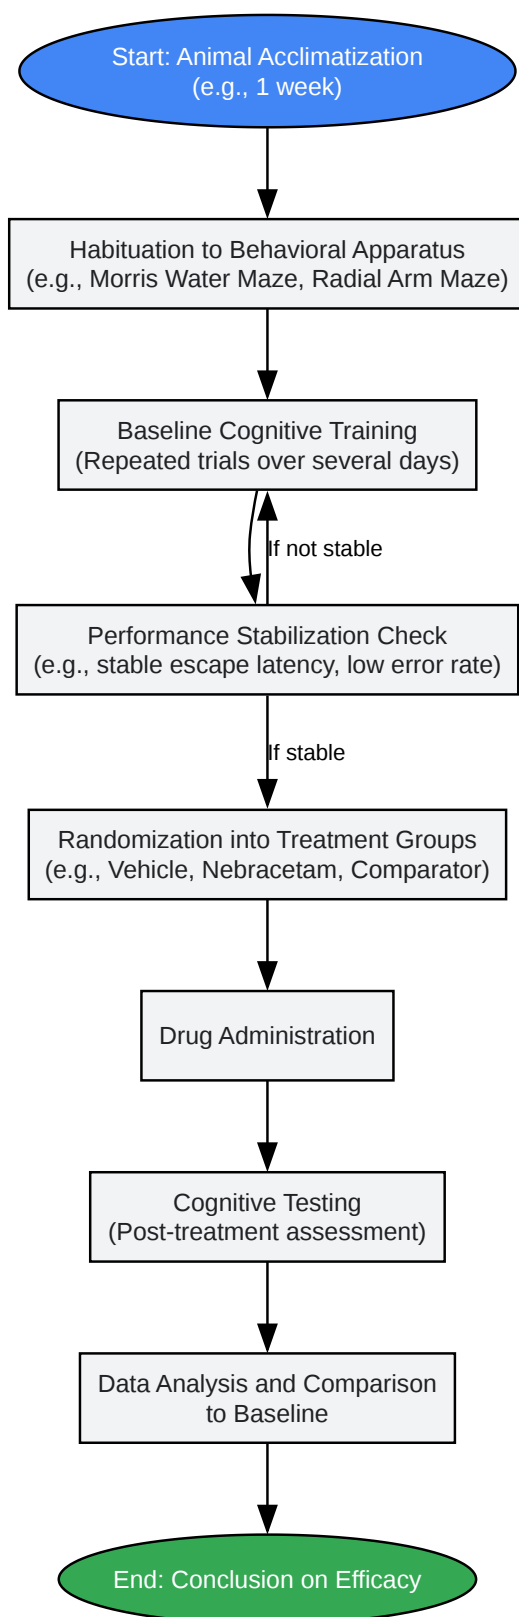 Start: Animal Acclimatization
(e.g., 1 week)
Habituation to Behavioral Apparatus
(e.g., Morris Water Maze, Radial Arm Maze)
Baseline Cognitive Training
(Repeated trials over several days)
If not stable
Performance Stabilization Check
(e.g., stable escape latency, low error rate)
If stable
Randomization into Treatment Groups
(e.g., Vehicle, Nebracetam, Comparator)
Drug Administration
Cognitive Testing
(Post-treatment assessment)
Data Analysis and Comparison
to Baseline
End: Conclusion on Efficacy